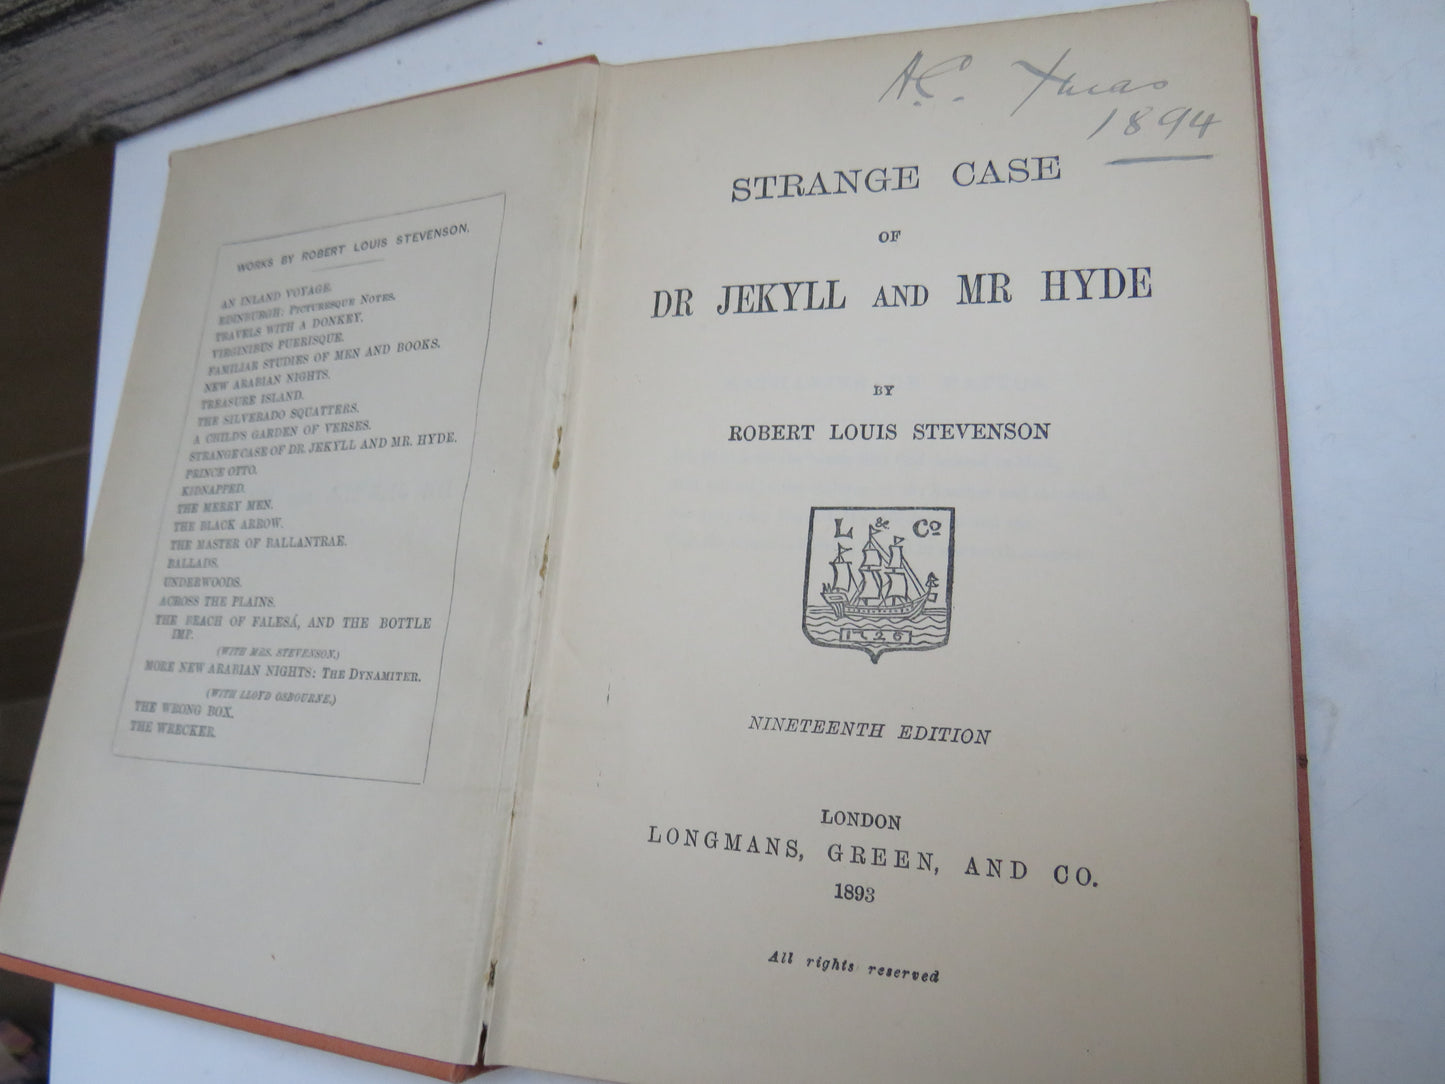 WORKS BY ROBERT LOUIS STEVENSON.
AN INLAND VOYAGE.
EDINBURGH: PICTURESQUE NOTES.
TRAVELS WITH A DONKEY.
VIRGINIBUS PUERISQUE.
FAMILIAR STUDIES OF MEN AND BOOKS.
NEW ARABIAN NIGHTS.
TREASURE ISLAND.
THE SILVERADO SQUATTERS.
A CHILD'S GARDEN OF VERSES.
STRANGE CASE OF DR. JEKYLL AND MR. HYDE.
PRINCE OTTO.
KIDNAPPED.
THE MERRY MEN.
THE BLACK ARROW.
THE MASTER OF BALLANTRAE.
BALLADS.
UNDERWOODS.
ACROSS THE PLAINS.
THE BEACH OF FALESÁ, AND THE BOTTLE
IMP.
(WITH MRS. STEVENSON.)
MORE NEW ARABIAN NIGHTS: THE DYNAMITER.
(WITH LLOYD OSBOURNE.)
THE WRONG BOX.
THE WRECKER.
A.C. Xmas
1894
STRANGE CASE
OF
DR JEKYLL AND MR HYDE
BY
ROBERT LOUIS STEVENSON
L & Co
1726
NINETEENTH EDITION
LONDON
LONGMANS, GREEN, AND CO.
1893
All rights reserved